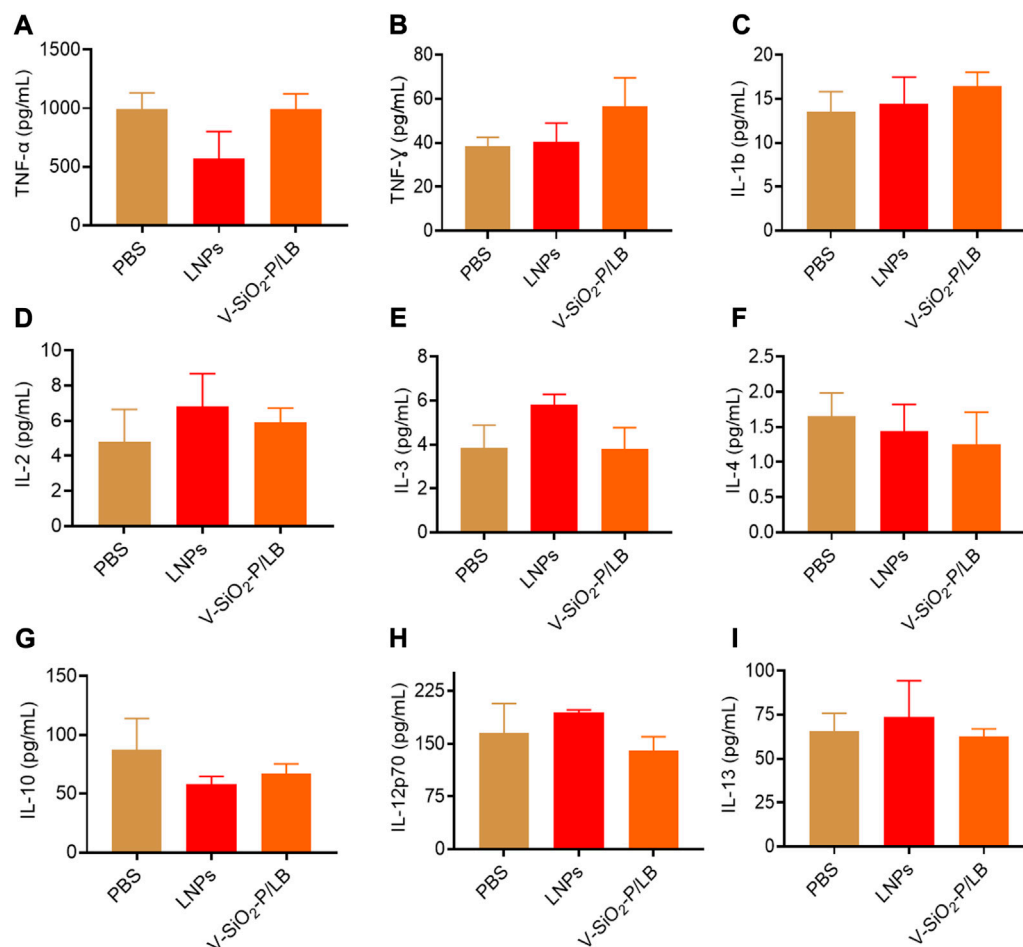 A
TNF-α (pg/mL)
1500
1000
500
0
PBS
LNPs
V-SiO₂-P/LB
B
TNF-Ɣ (pg/mL)
80
60
40
20
0
PBS
LNPs
V-SiO₂-P/LB
C
IL-1b (pg/mL)
20
15
10
5
0
PBS
LNPs
V-SiO₂-P/LB
D
IL-2 (pg/mL)
10
8
6
4
2
0
PBS
LNPs
V-SiO₂-P/LB
E
IL-3 (pg/mL)
8
6
4
2
0
PBS
LNPs
V-SiO₂-P/LB
F
IL-4 (pg/mL)
2.5
2.0
1.5
1.0
0.5
0.0
PBS
LNPs
V-SiO₂-P/LB
G
IL-10 (pg/mL)
150
100
50
0
PBS
LNPs
V-SiO₂-P/LB
H
IL-12p70 (pg/mL)
225
150
75
0
PBS
LNPs
V-SiO₂-P/LB
I
IL-13 (pg/mL)
100
75
50
25
0
PBS
LNPs
V-SiO₂-P/LB